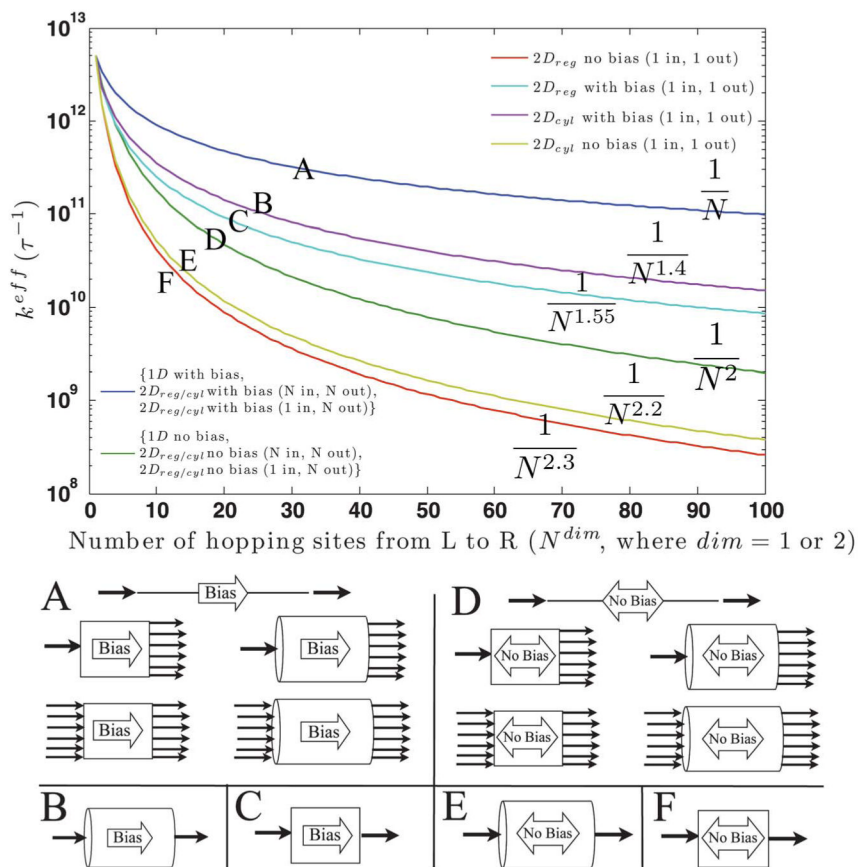 10^13
10^12
10^11
10^10
10^9
10^8
k^eff (τ^−1)
2D_reg no bias (1 in, 1 out)
2D_reg with bias (1 in, 1 out)
2D_cyl with bias (1 in, 1 out)
2D_cyl no bias (1 in, 1 out)
A
B
C
D
E
F
1/N
1/N^1.4
1/N^1.55
1/N^2
1/N^2.2
1/N^2.3
{1D with bias,
2D_reg/cyl with bias (N in, N out),
2D_reg/cyl with bias (1 in, N out)}
{1D no bias,
2D_reg/cyl no bias (N in, N out),
2D_reg/cyl no bias (1 in, N out)}
0 10 20 30 40 50 60 70 80 90 100
Number of hopping sites from L to R (N^dim, where dim = 1 or 2)
A
Bias
Bias
Bias
Bias
Bias
D
No Bias
No Bias
No Bias
No Bias
No Bias
B
Bias
C
Bias
E
No Bias
F
No Bias